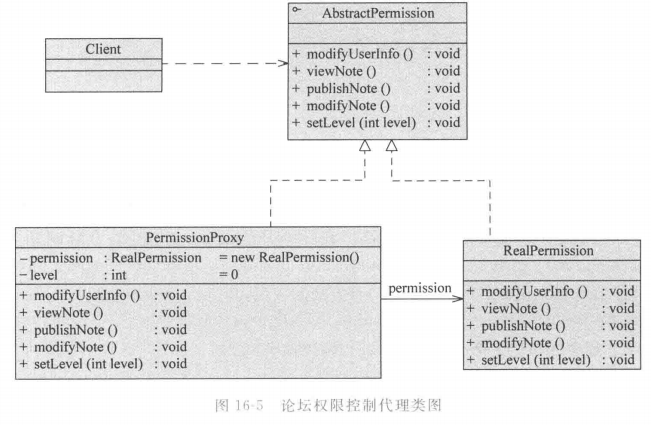 AbstractPermission
+ modifyUserInfo () : void
+ viewNote () : void
+ publishNote () : void
+ modifyNote () : void
+ setLevel (int level) : void
Client
PermissionProxy
– permission : RealPermission = new RealPermission()
– level : int = 0
+ modifyUserInfo () : void
+ viewNote () : void
+ publishNote () : void
+ modifyNote () : void
+ setLevel (int level) : void
permission
RealPermission
+ modifyUserInfo () : void
+ viewNote () : void
+ publishNote () : void
+ modifyNote () : void
+ setLevel (int level) : void
图 16-5 论坛权限控制代理类图